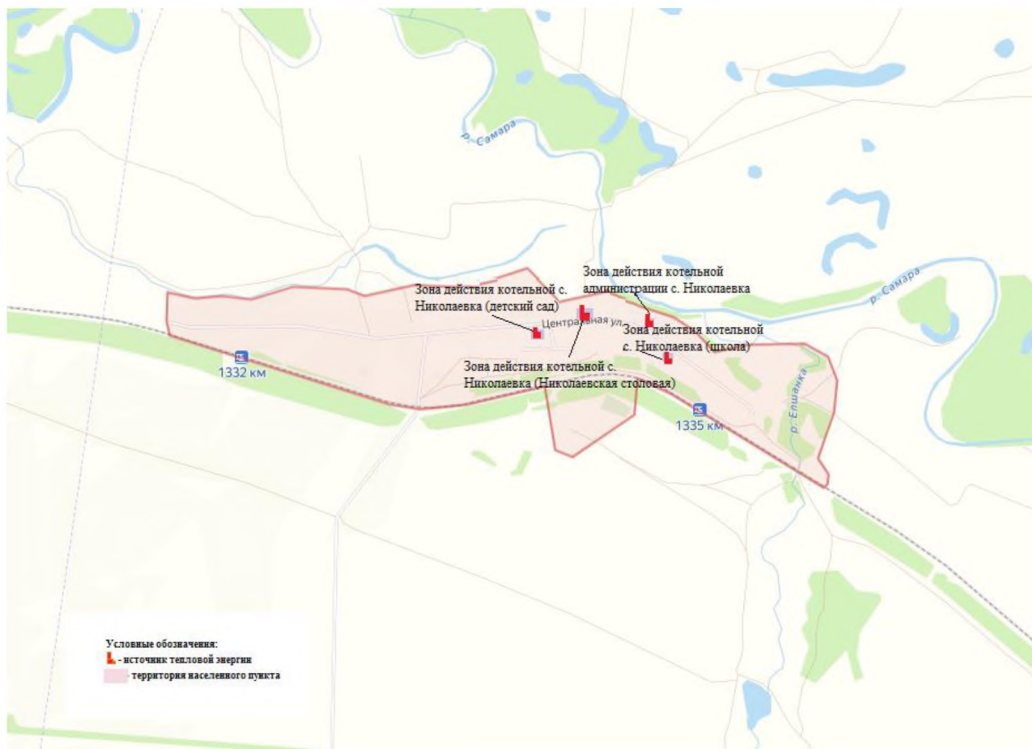 р. Самара
Зона действия котельной
администрации с. Николаевка
р. Самара
Зона действия котельной с.
Николаевка (детский сад)
Центральная ул.
Зона действия котельной
с. Николаевка (школа)
Зона действия котельной с.
Николаевка (Николаевская столовая)
1332 км
р. Елшанка
1335 км
Условные обозначения:
- источник тепловой энергии
- территория населенного пункта